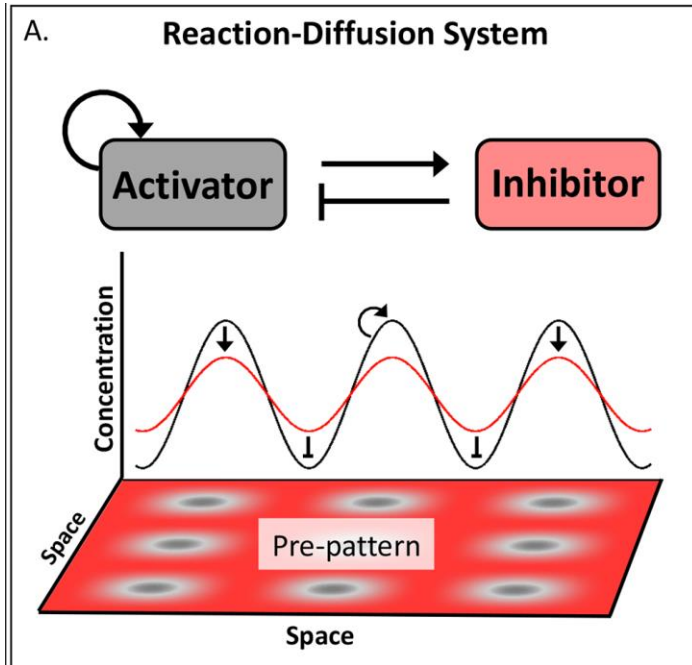 A.
Reaction-Diffusion System
Activator
Inhibitor
Concentration
Space
Pre-pattern
Space